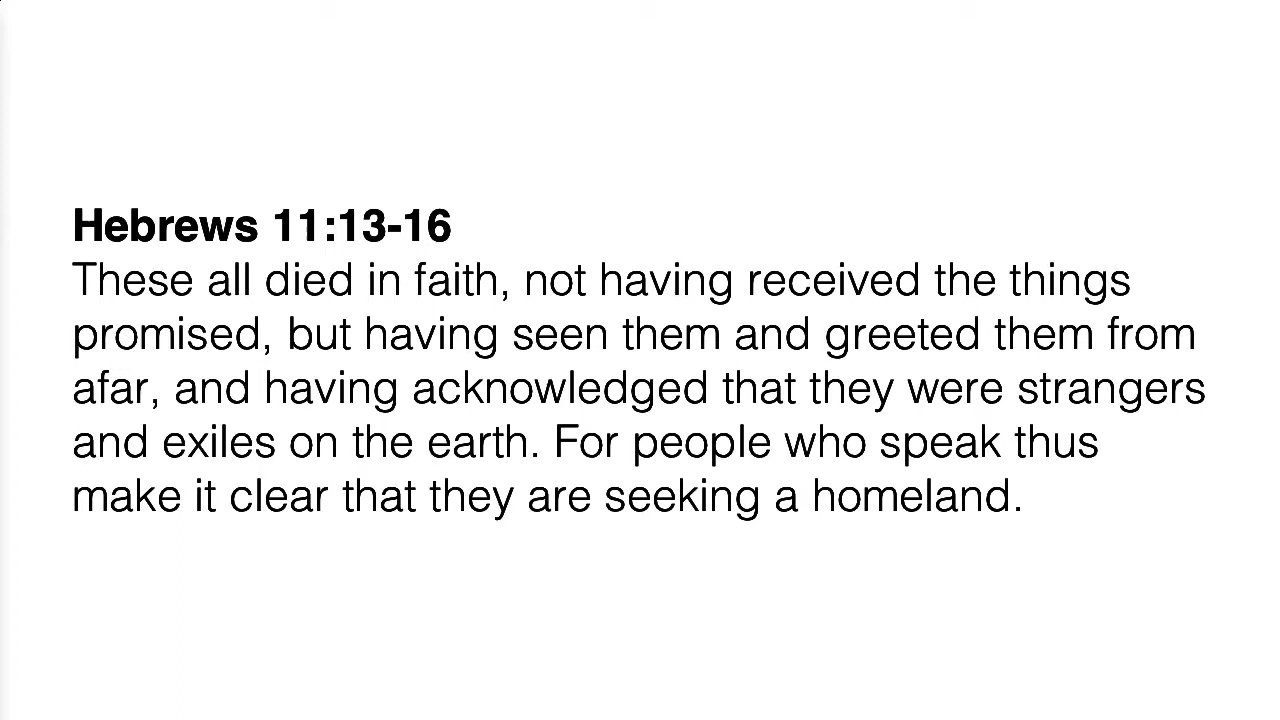 Hebrews 11:13-16
These all died in faith, not having received the things
promised, but having seen them and greeted them from
afar, and having acknowledged that they were strangers
and exiles on the earth. For people who speak thus
make it clear that they are seeking a homeland.